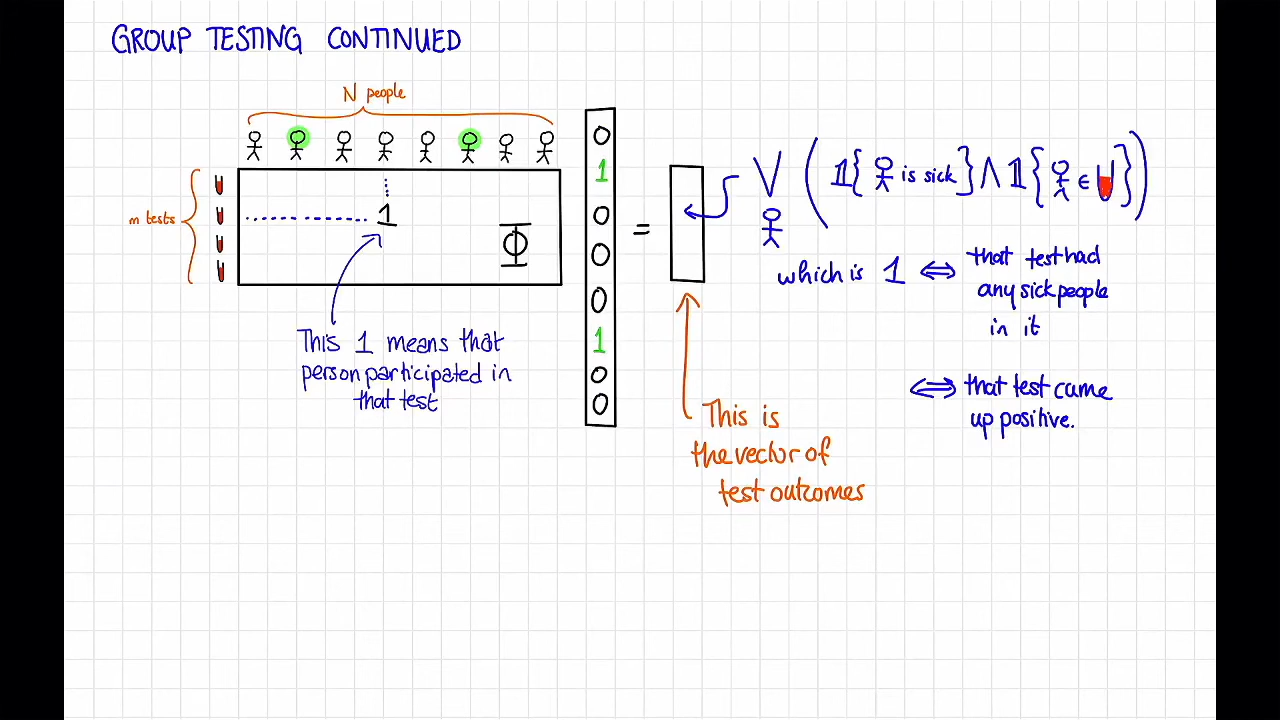 GROUP TESTING CONTINUED
N people
m tests
1
Φ
0
1
0
0
0
1
0
0
=
V ( 𝟙{ is sick} ∧ 𝟙{ ∈ } )
which is 1 ⟺ that test had
any sick people
in it
⟺ that test came
up positive.
This 1 means that
person participated in
that test
This is
the vector of
test outcomes